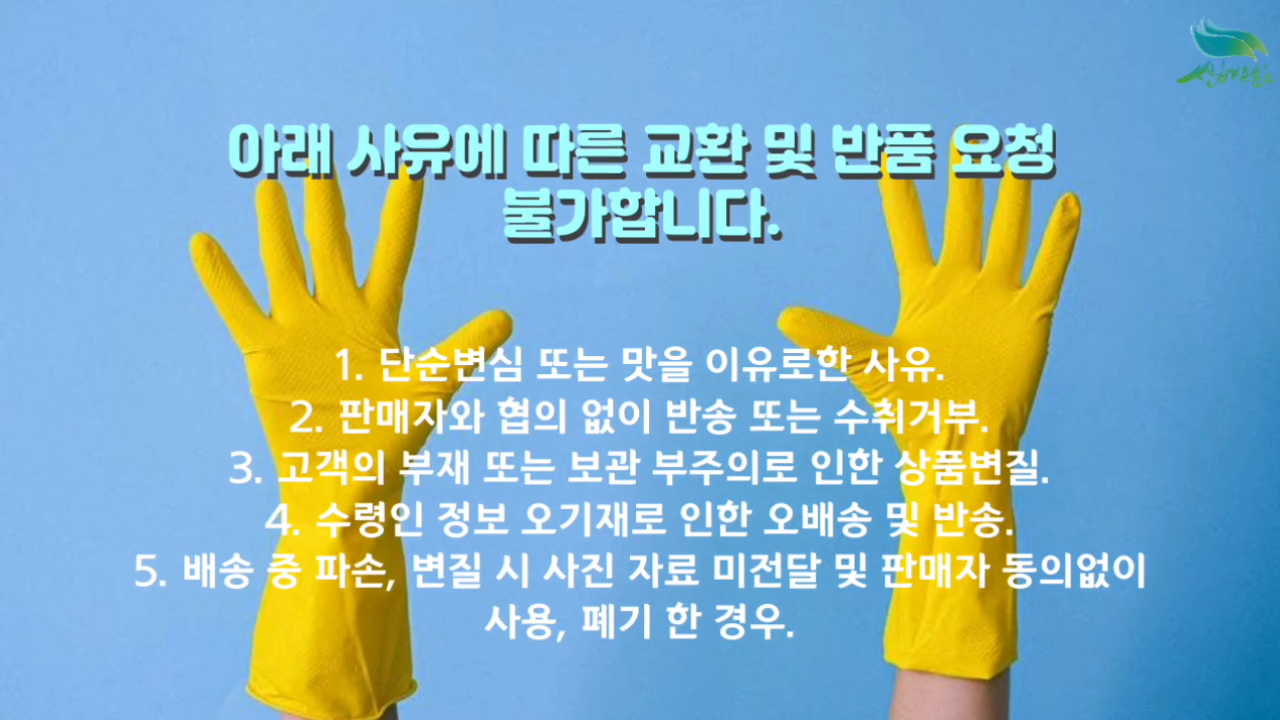 아래 사유에 따른 교환 및 반품 요청
불가합니다.
1. 단순변심 또는 맛을 이유로한 사유.
2. 판매자와 협의 없이 반송 또는 수취거부.
3. 고객의 부재 또는 보관 부주의로 인한 상품변질.
4. 수령인 정보 오기재로 인한 오배송 및 반송.
5. 배송 중 파손, 변질 시 사진 자료 미전달 및 판매자 동의없이
사용, 폐기 한 경우.